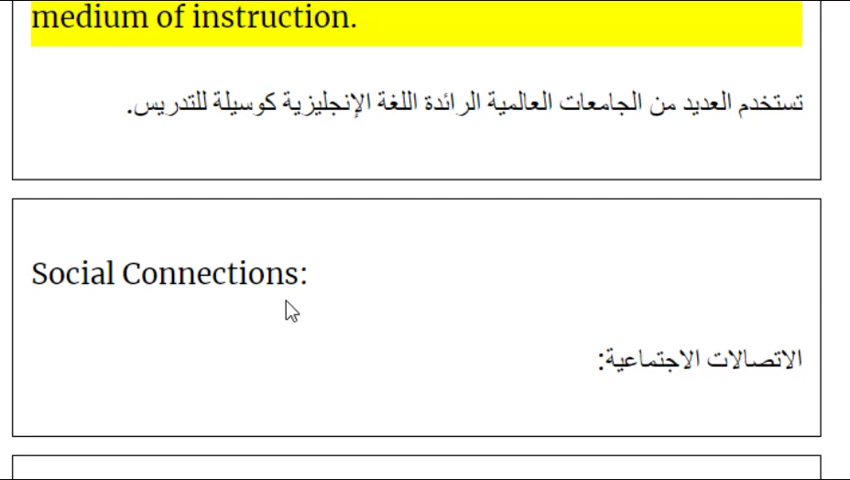 medium of instruction.
تستخدم العديد من الجامعات العالمية الرائدة اللغة الإنجليزية كوسيلة للتدريس.
Social Connections:
الاتصالات الاجتماعية: